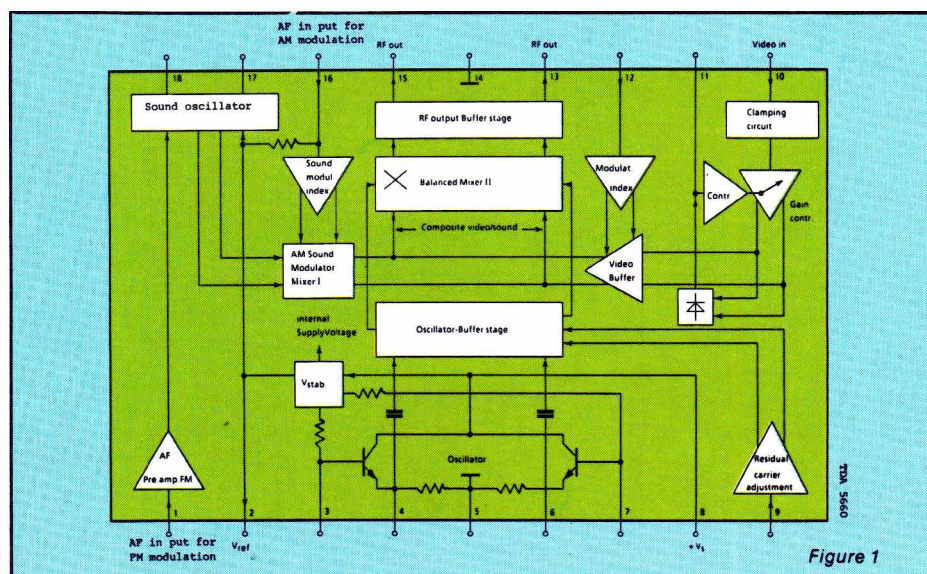 AF in put for
AM modulation
RF out
RF out
Video in
18
17
16
15
14
13
12
11
10
Sound oscillator
RF output Buffer stage
Clamping
circuit
Sound
modul
index
Balanced Mixer II
Modulat
index
Contr
Gain
contr.
Composite video/sound
AM Sound
Modulator
Mixer I
Video
Buffer
internal
SupplyVoltage
Oscillator-Buffer stage
Vstab
AF
Pre.amp.FM
Oscillator
Residual
carrier
adjustment
TDA 5660
1
2
3
4
5
6
7
8
9
AF in put for
FM modulation
Vref
+Vs
Figure 1